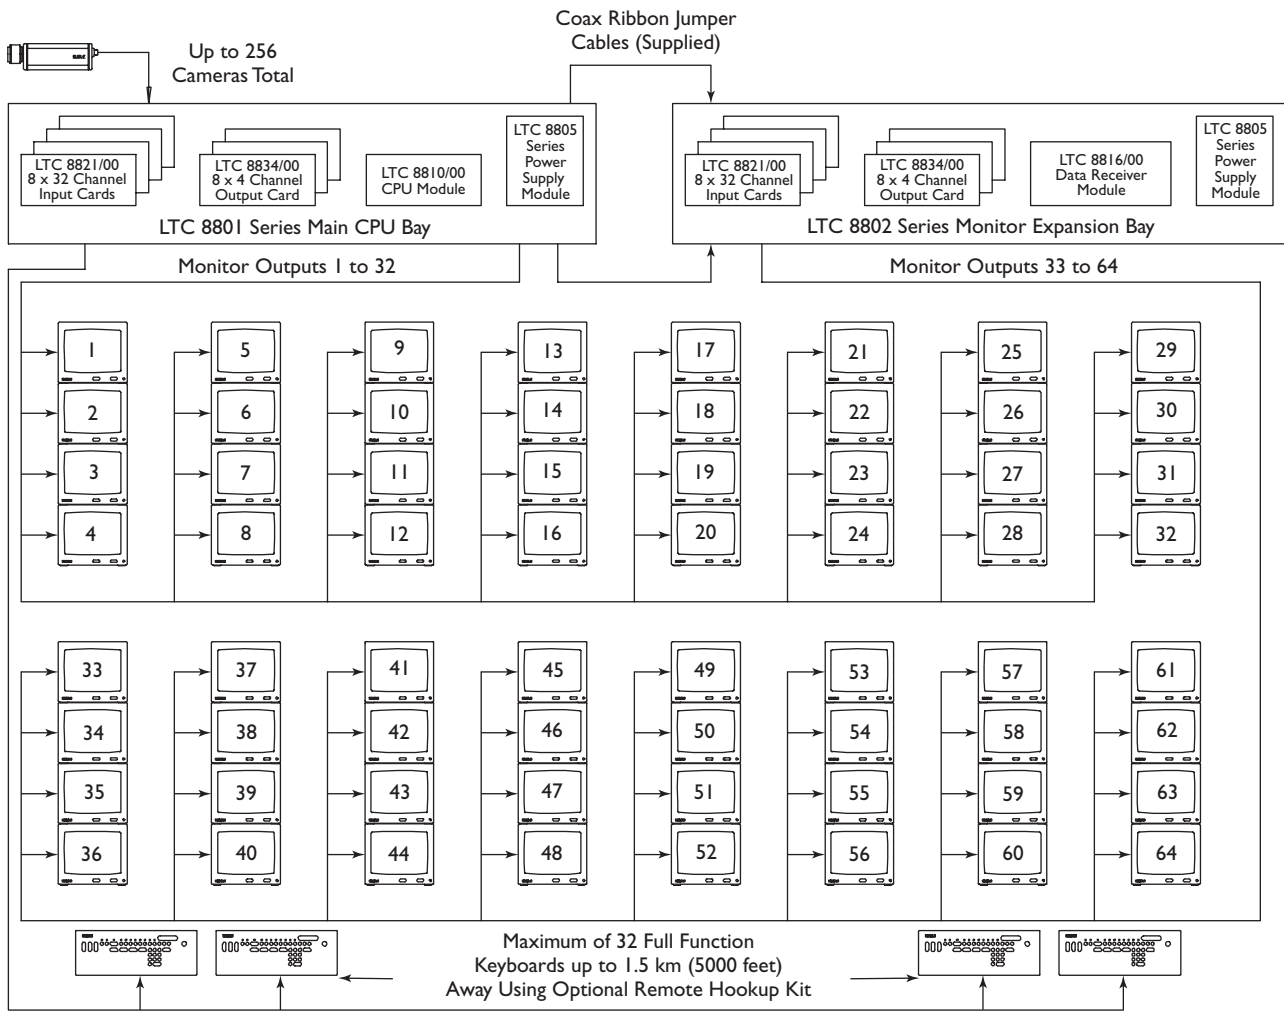 Coax Ribbon Jumper
Cables (Supplied)
Up to 256
Cameras Total
LTC 8821/00
8 x 32 Channel
Input Cards
LTC 8834/00
8 x 4 Channel
Output Card
LTC 8810/00
CPU Module
LTC 8805
Series
Power
Supply
Module
LTC 8801 Series Main CPU Bay
LTC 8821/00
8 x 32 Channel
Input Cards
LTC 8834/00
8 x 4 Channel
Output Card
LTC 8816/00
Data Receiver
Module
LTC 8805
Series
Power
Supply
Module
LTC 8802 Series Monitor Expansion Bay
Monitor Outputs 1 to 32
Monitor Outputs 33 to 64
1 5 9 13 17 21 25 29
2 6 10 14 18 22 26 30
3 7 11 15 19 23 27 31
4 8 12 16 20 24 28 32
33 37 41 45 49 53 57 61
34 38 42 46 50 54 58 62
35 39 43 47 51 55 59 63
36 40 44 48 52 56 60 64
Maximum of 32 Full Function
Keyboards up to 1.5 km (5000 feet)
Away Using Optional Remote Hookup Kit